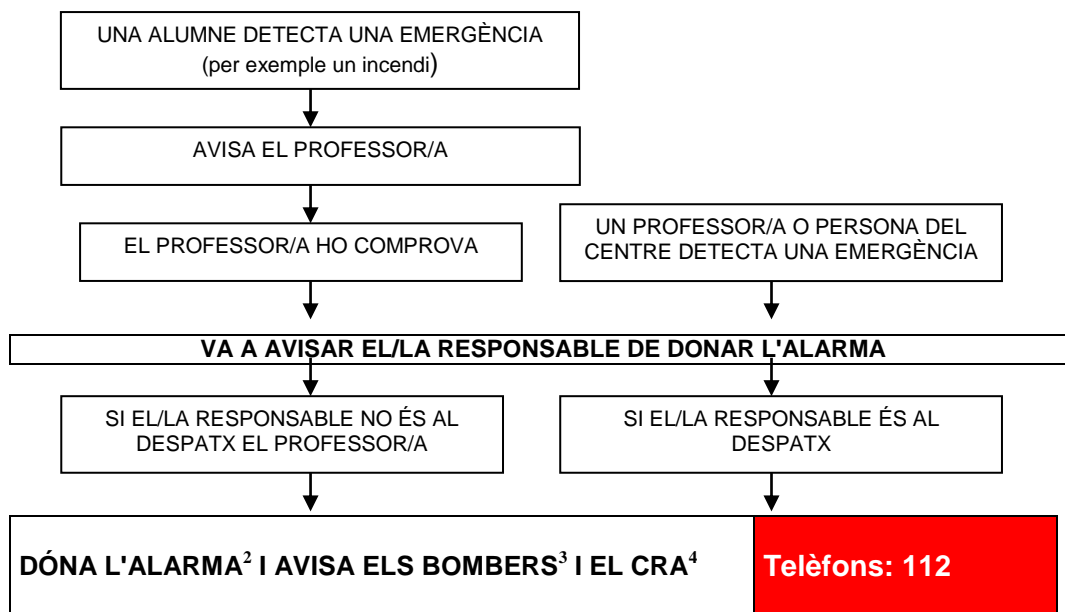 UNA ALUMNE DETECTA UNA EMERGÈNCIA
(per exemple un incendi)
AVISA EL PROFESSOR/A
EL PROFESSOR/A HO COMPROVA
UN PROFESSOR/A O PERSONA DEL
CENTRE DETECTA UNA EMERGÈNCIA
VA A AVISAR EL/LA RESPONSABLE DE DONAR L'ALARMA
SI EL/LA RESPONSABLE NO ÉS AL
DESPATX EL PROFESSOR/A
SI EL/LA RESPONSABLE ÉS AL
DESPATX
DÓNA L'ALARMA² I AVISA ELS BOMBERS³ I EL CRA⁴
Telèfons: 112